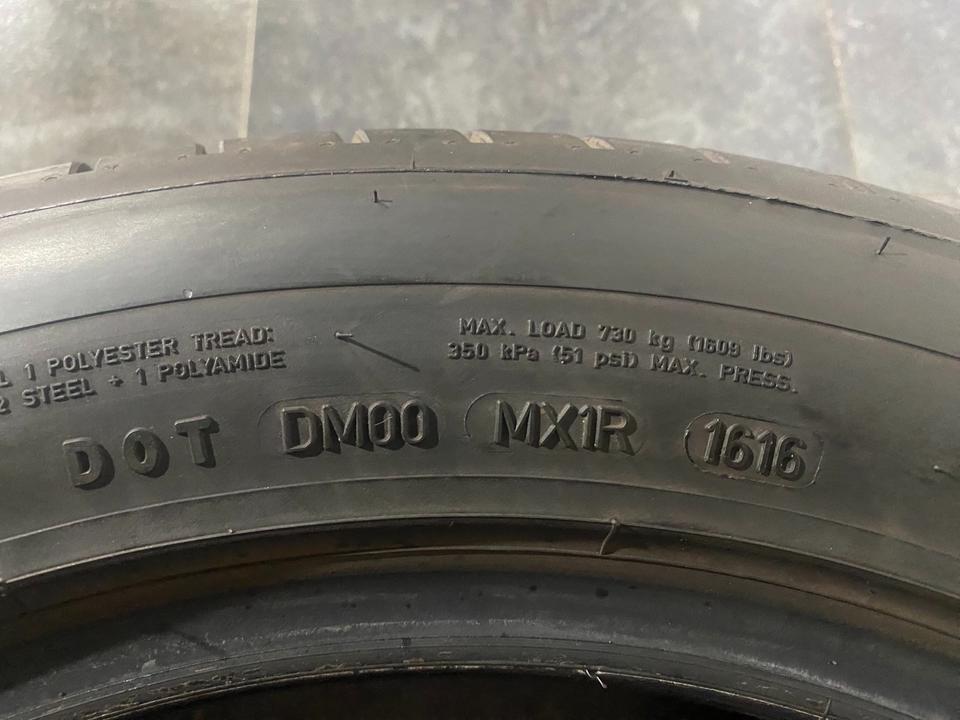 1 POLYESTER TREAD:
2 STEEL + 1 POLYAMIDE
MAX. LOAD 730 kg (1609 lbs)
350 kPa (51 psi) MAX. PRESS.
DOT DM00 MX1R 1616